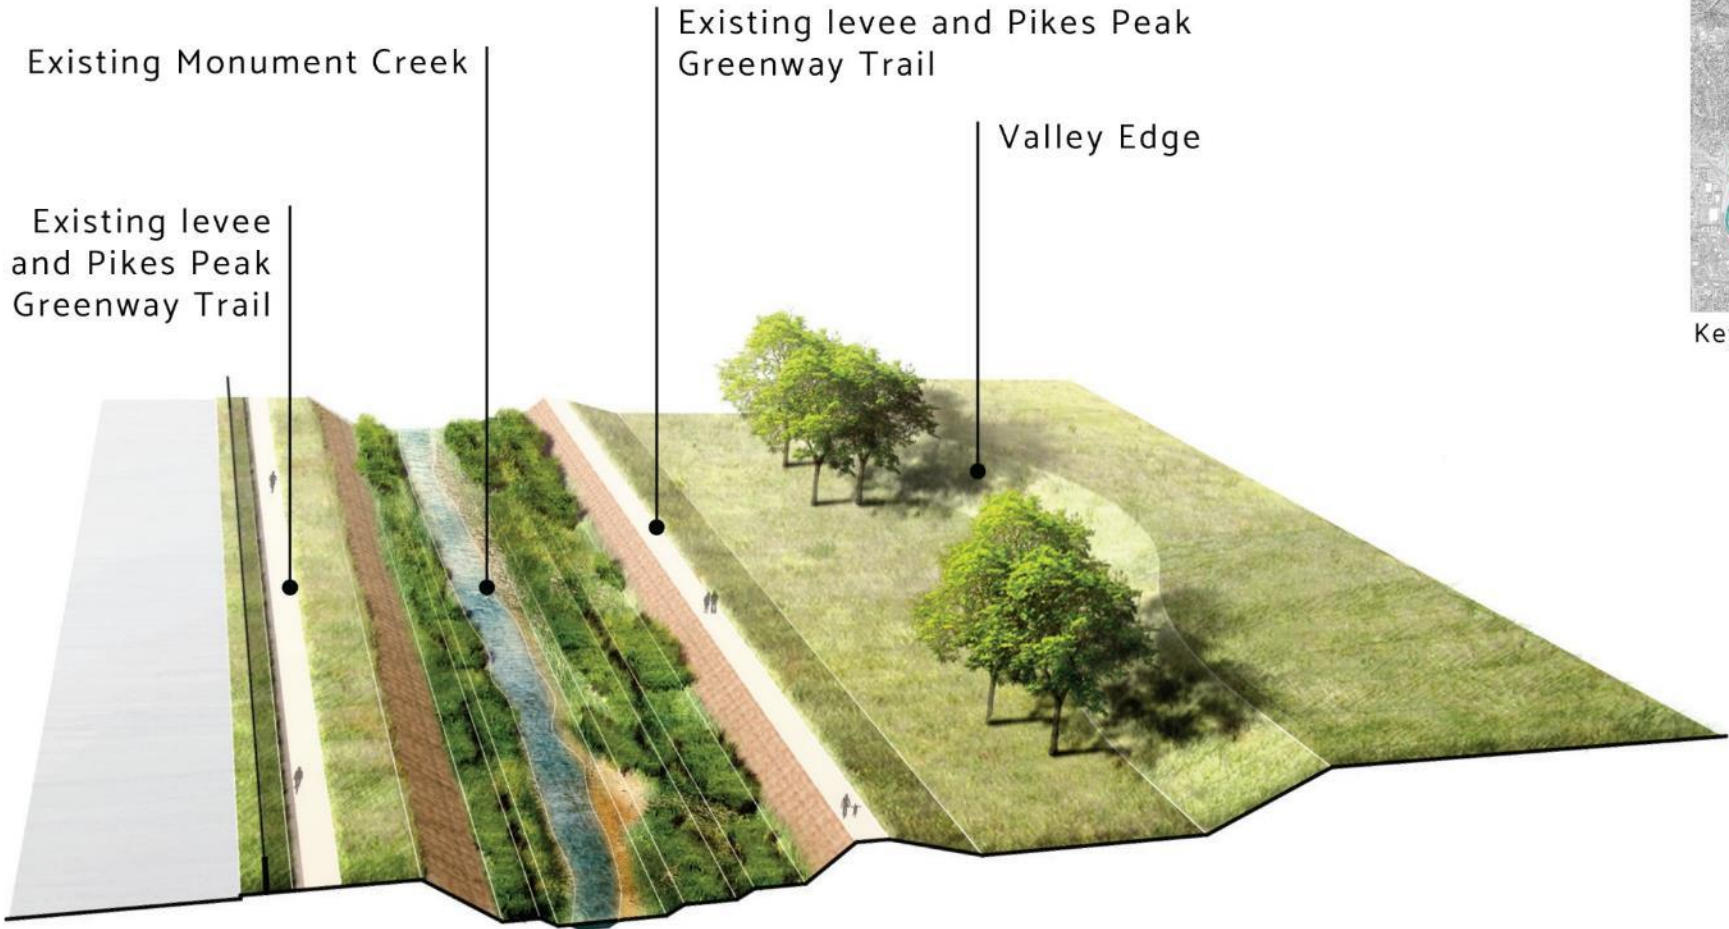 Existing levee and Pikes Peak
Greenway Trail
Existing Monument Creek
Valley Edge
Existing levee
and Pikes Peak
Greenway Trail